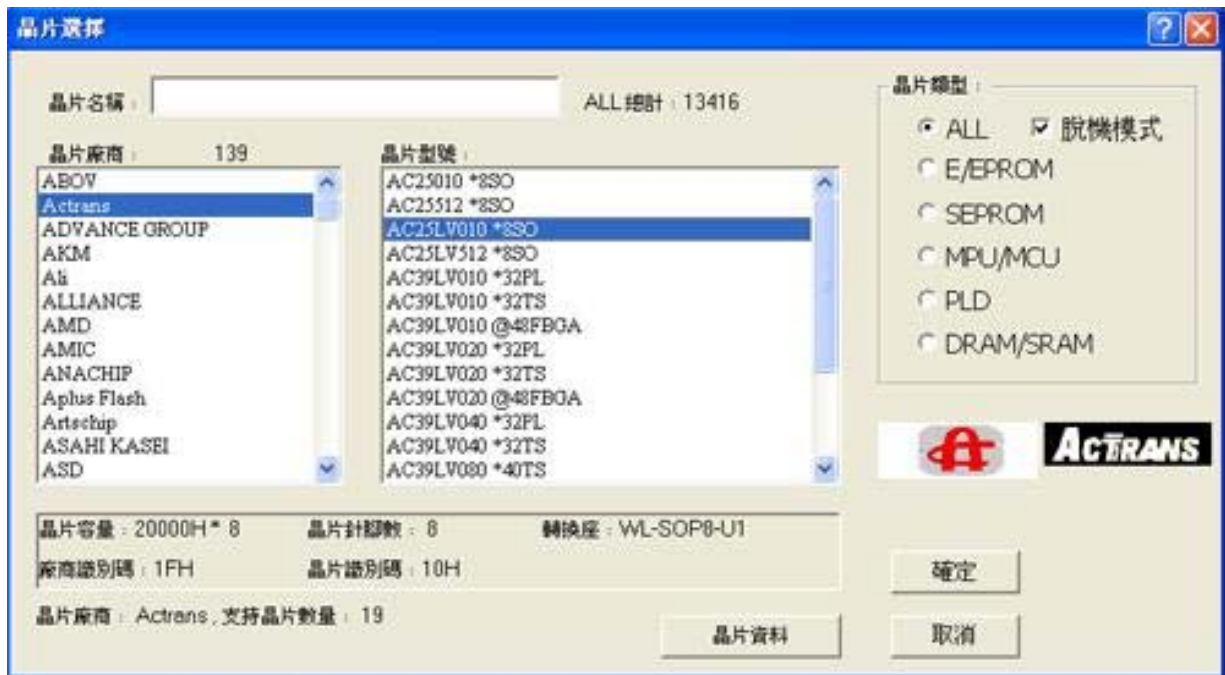 晶片選擇
晶片名稱：
ALL 總計：13416
晶片廠商： 139
晶片型號：
ABOV
Actrans
ADVANCE GROUP
AKM
Ali
ALLIANCE
AMD
AMIC
ANACHIP
Aplus Flash
Artschip
ASAHI KASEI
ASD
AC25010 *8SO
AC25512 *8SO
AC25LV010 *8SO
AC25LV512 *8SO
AC39LV010 *32PL
AC39LV010 *32TS
AC39LV010 @48FBGA
AC39LV020 *32PL
AC39LV020 *32TS
AC39LV020 @48FBGA
AC39LV040 *32PL
AC39LV040 *32TS
AC39LV080 *40TS
晶片類型：
ALL 脫機模式
E/EPROM
SEPROM
MPU/MCU
PLD
DRAM/SRAM
ACTRANS
晶片容量：20000H * 8 晶片針腳數：8 轉換座：WL-SOP8-U1
廠商識別碼：1FH 晶片識別碼：10H
晶片廠商： Actrans , 支持晶片數量： 19
晶片資料
確定
取消